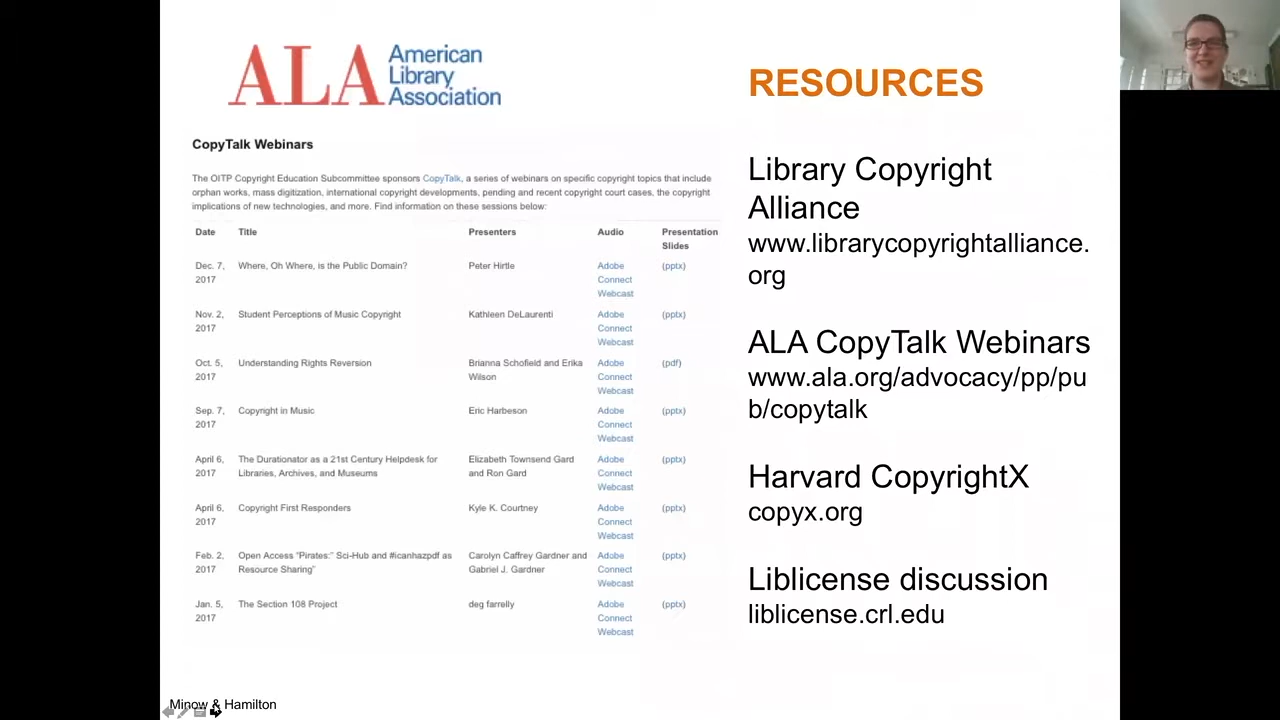 ALA American
Library
Association
CopyTalk Webinars
The OITP Copyright Education Subcommittee sponsors CopyTalk, a series of webinars on specific copyright topics that include
orphan works, mass digitization, international copyright developments, pending and recent copyright court cases, the copyright
implications of new technologies, and more. Find information on these sessions below:
Date Title Presenters Audio Presentation
Slides
Dec. 7, Where, Oh Where, is the Public Domain? Peter Hirtle Adobe (pptx)
2017 Connect
Webcast
Nov. 2, Student Perceptions of Music Copyright Kathleen DeLaurenti Adobe (pptx)
2017 Connect
Webcast
Oct. 5, Understanding Rights Reversion Brianna Schofield and Erika Adobe (pdf)
2017 Wilson Connect
Webcast
Sep. 7, Copyright in Music Eric Harbeson Adobe (pptx)
2017 Connect
Webcast
April 6, The Durationator as a 21st Century Helpdesk for Elizabeth Townsend Gard Adobe (pptx)
2017 Libraries, Archives, and Museums and Ron Gard Connect
Webcast
April 6, Copyright First Responders Kyle K. Courtney Adobe (pptx)
2017 Connect
Webcast
Feb. 2, Open Access "Pirates:" Sci-Hub and #icanhazpdf as Carolyn Caffrey Gardner and Adobe (pptx)
2017 Resource Sharing" Gabriel J. Gardner Connect
Webcast
Jan. 5, The Section 108 Project deg farrelly Adobe (pptx)
2017 Connect
Webcast
RESOURCES
Library Copyright
Alliance
www.librarycopyrightalliance.
org
ALA CopyTalk Webinars
www.ala.org/advocacy/pp/pu
b/copytalk
Harvard CopyrightX
copyx.org
Liblicense discussion
liblicense.crl.edu
Minow & Hamilton